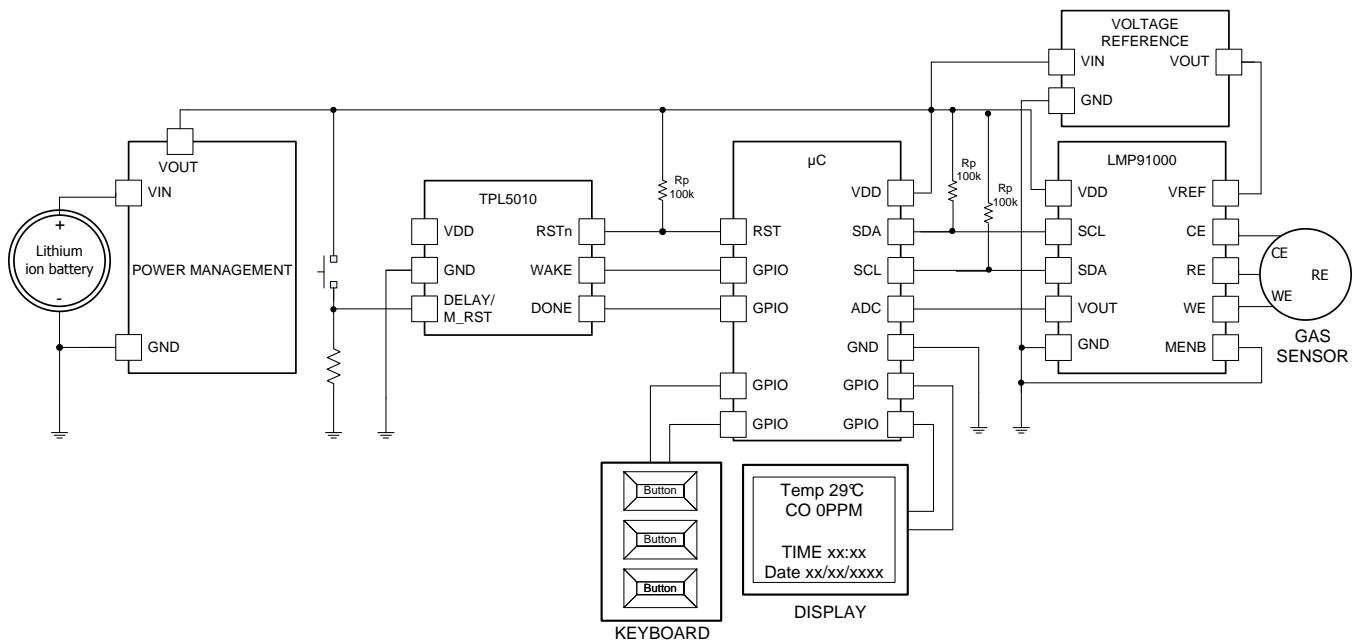 VOLTAGE
REFERENCE
VIN
VOUT
GND
VOUT
VIN
+
Lithium
ion battery
-
POWER MANAGEMENT
GND
TPL5010
VDD
RSTn
GND
WAKE
DELAY/
M_RST
DONE
Rp
100k
µC
VDD
RST
SDA
GPIO
SCL
GPIO
ADC
GND
GPIO
GPIO
GPIO
GPIO
Rp
100k
Rp
100k
LMP91000
VDD
VREF
SCL
CE
SDA
RE
VOUT
WE
GND
MENB
CE
RE
WE
GAS
SENSOR
Button
Button
Button
KEYBOARD
Temp 29°C
CO 0PPM
TIME xx:xx
Date xx/xx/xxxx
DISPLAY